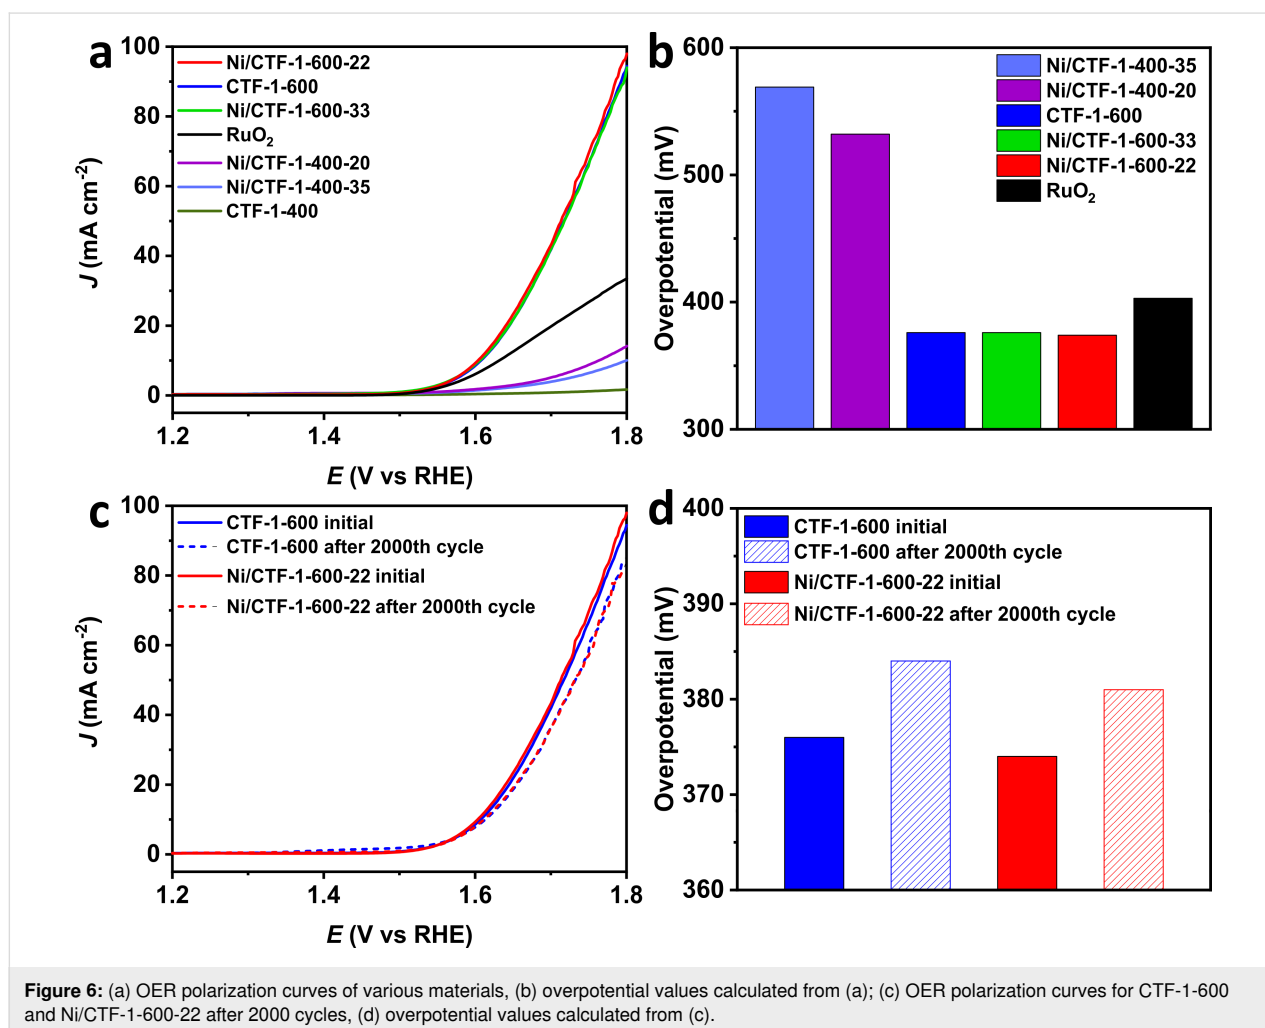 a
100
80
60
40
20
0
J (mA cm-2)
Ni/CTF-1-600-22
CTF-1-600
Ni/CTF-1-600-33
RuO2
Ni/CTF-1-400-20
Ni/CTF-1-400-35
CTF-1-400
1.2 1.4 1.6 1.8
E (V vs RHE)
b
600
500
400
300
Overpotential (mV)
Ni/CTF-1-400-35
Ni/CTF-1-400-20
CTF-1-600
Ni/CTF-1-600-33
Ni/CTF-1-600-22
RuO2
c
100
80
60
40
20
0
J (mA cm-2)
CTF-1-600 initial
CTF-1-600 after 2000th cycle
Ni/CTF-1-600-22 initial
Ni/CTF-1-600-22 after 2000th cycle
1.2 1.4 1.6 1.8
E (V vs RHE)
d
400
390
380
370
360
Overpotential (mV)
CTF-1-600 initial
CTF-1-600 after 2000th cycle
Ni/CTF-1-600-22 initial
Ni/CTF-1-600-22 after 2000th cycle
Figure 6: (a) OER polarization curves of various materials, (b) overpotential values calculated from (a); (c) OER polarization curves for CTF-1-600
and Ni/CTF-1-600-22 after 2000 cycles, (d) overpotential values calculated from (c).